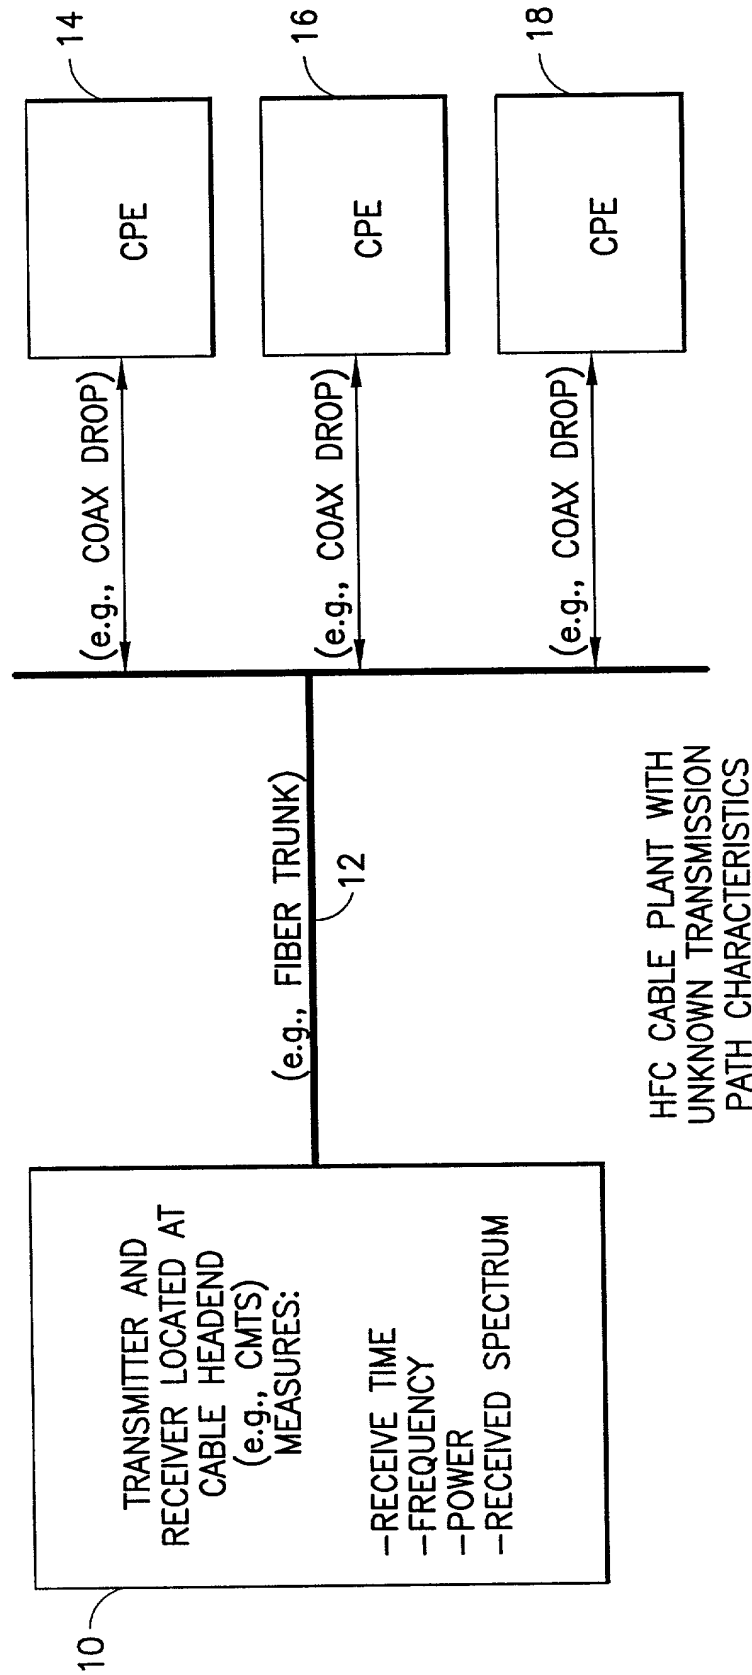 10
TRANSMITTER AND
RECEIVER LOCATED AT
CABLE HEADEND
(e.g., CMTS)
MEASURES:
–RECEIVE TIME
–FREQUENCY
–POWER
–RECEIVED SPECTRUM
(e.g., FIBER TRUNK)
12
HFC CABLE PLANT WITH
UNKNOWN TRANSMISSION
PATH CHARACTERISTICS
(e.g., COAX DROP)
CPE
14
(e.g., COAX DROP)
CPE
16
(e.g., COAX DROP)
CPE
18